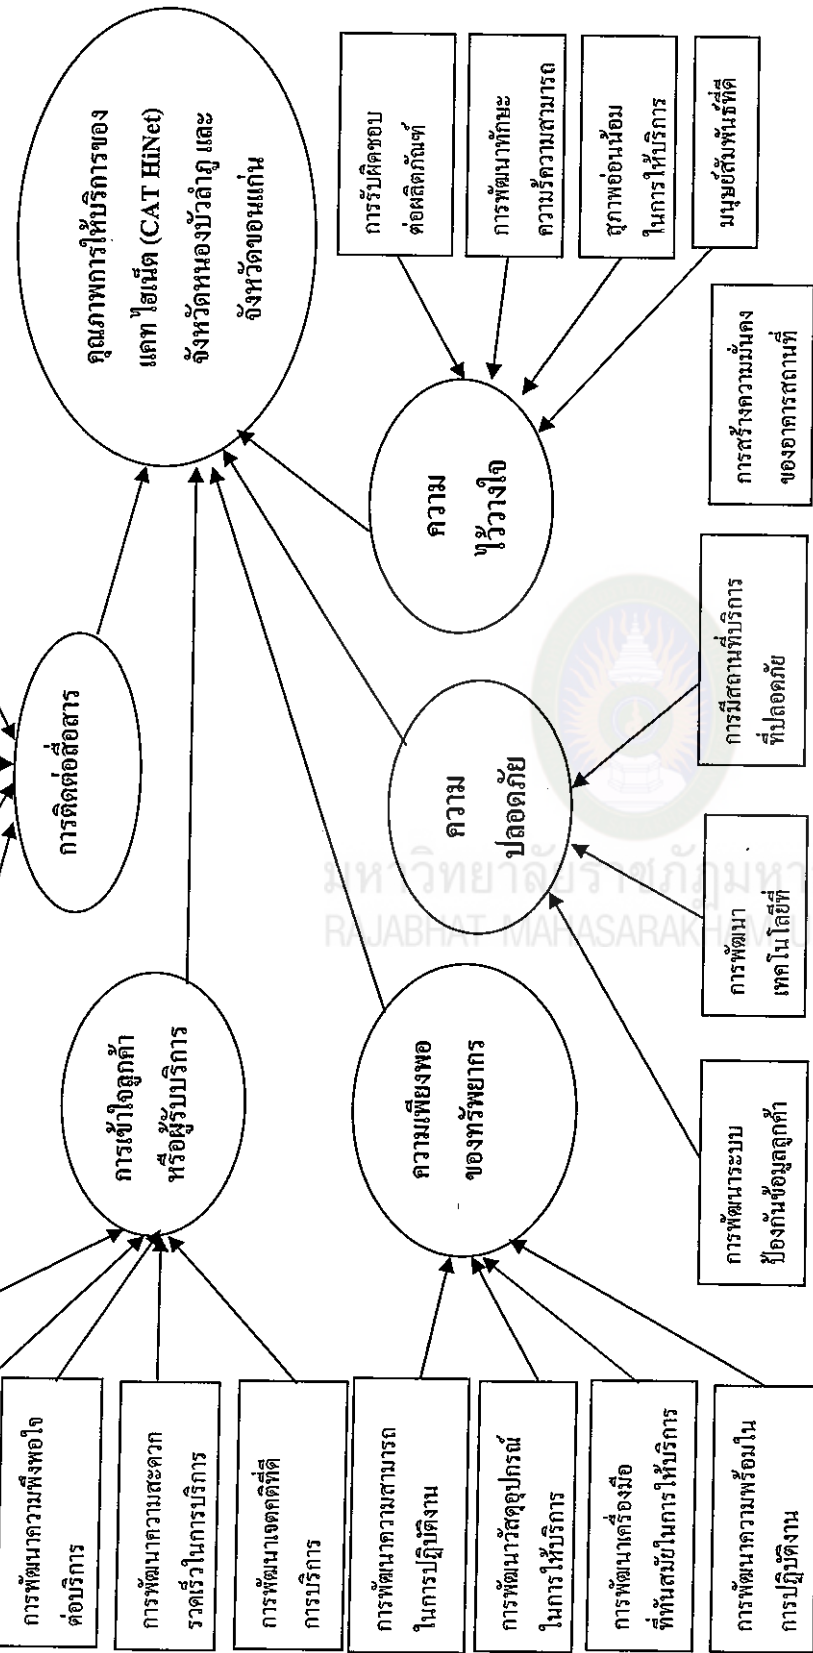 คุณภาพการให้บริการของ
แคท ไฮเน็ต (CAT HiNet)
จังหวัดหนองบัวลำภู และ
จังหวัดขอนแก่น
การติดต่อสื่อสาร
การเข้าใจลูกค้า
หรือผู้รับบริการ
ความเพียงพอ
ของทรัพยากร
ความ
ปลอดภัย
ความ
ไว้วางใจ
การรับผิดชอบ
ต่อผลิตภัณฑ์
การพัฒนาทักษะ
ความรู้ความสามารถ
สุภาพอ่อนน้อม
ในการให้บริการ
มนุษย์สัมพันธ์ที่ดี
การสร้างความมั่นคง
ของอาคารสถานที่
การมีสถานที่บริการ
ที่ปลอดภัย
การพัฒนา
เทคโนโลยีที่
การพัฒนาระบบ
ป้องกันข้อมูลลูกค้า
การพัฒนาความพึงพอใจ
ต่อบริการ
การพัฒนาความสะดวก
รวดเร็วในการบริการ
การพัฒนาเจตคติที่ดี
การบริการ
การพัฒนาความสามารถ
ในการปฏิบัติงาน
การพัฒนาวัสดุอุปกรณ์
ในการให้บริการ
การพัฒนาเครื่องมือ
ที่ทันสมัยในการให้บริการ
การพัฒนาความพร้อมใน
การปฏิบัติงาน
มหาวิทยาลัยราชภัฏมหา
RAJABHAT MAHASARAKHAM U